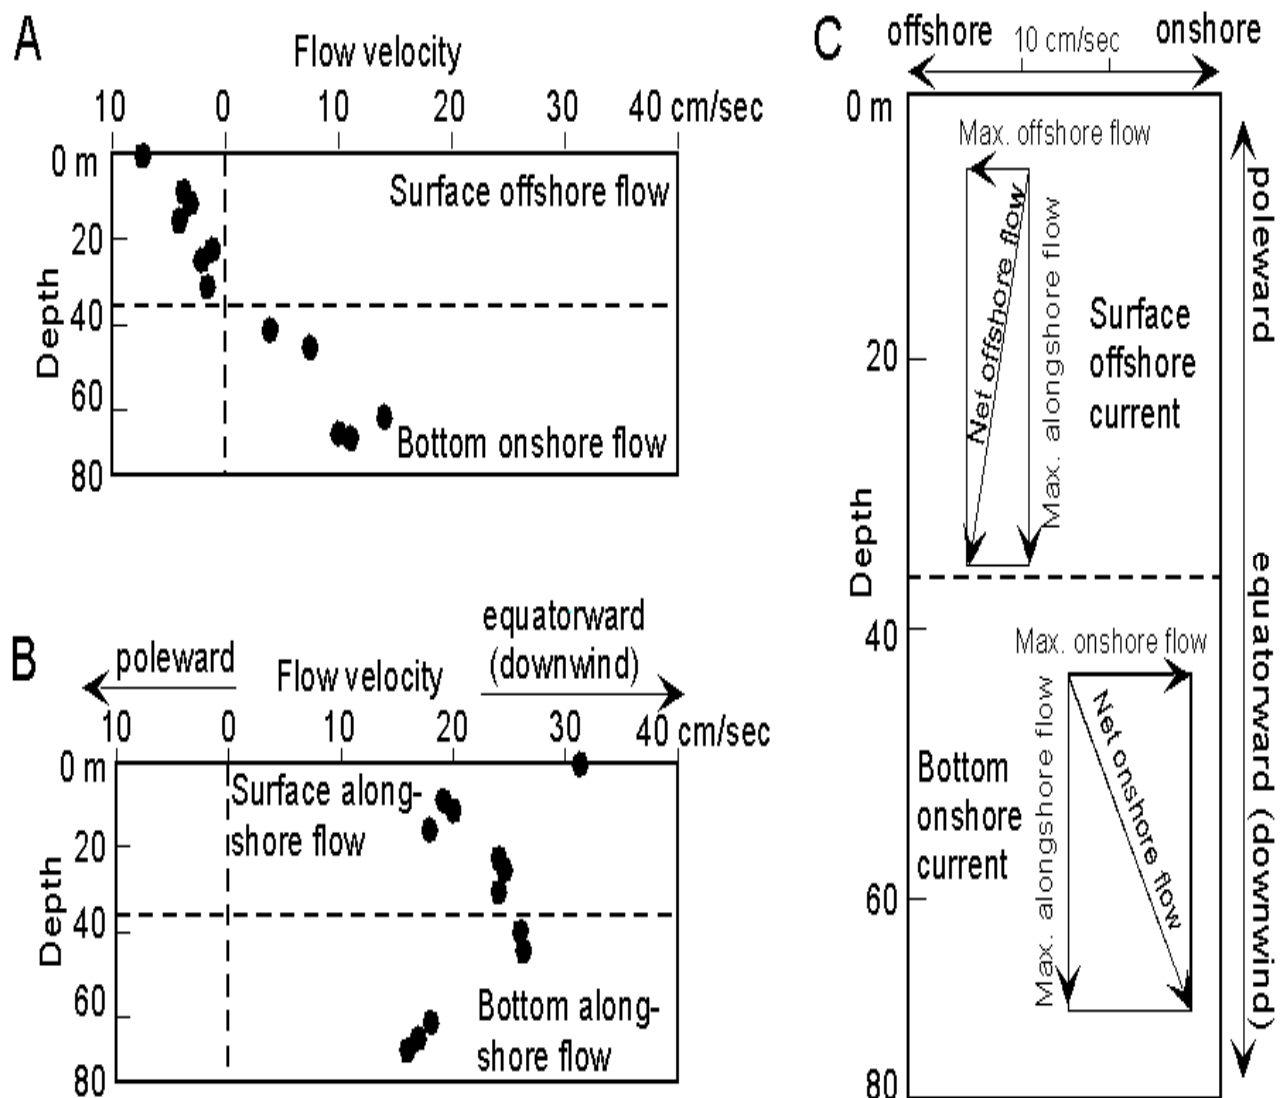 A
Flow velocity
10 0 10 20 30 40 cm/sec
0 m
20
40
60
80
Depth
Surface offshore flow
Bottom onshore flow
B
poleward
Flow velocity
equatorward
(downwind)
10 0 10 20 30 40 cm/sec
0 m
20
40
60
80
Depth
Surface along-
shore flow
Bottom along-
shore flow
C
offshore 10 cm/sec onshore
0 m
20
40
60
80
Depth
Max. offshore flow
Net offshore flow
Max. alongshore flow
Surface
offshore
current
Max. onshore flow
Max. alongshore flow
Net onshore flow
Bottom
onshore
current
poleward
equatorward (downwind)